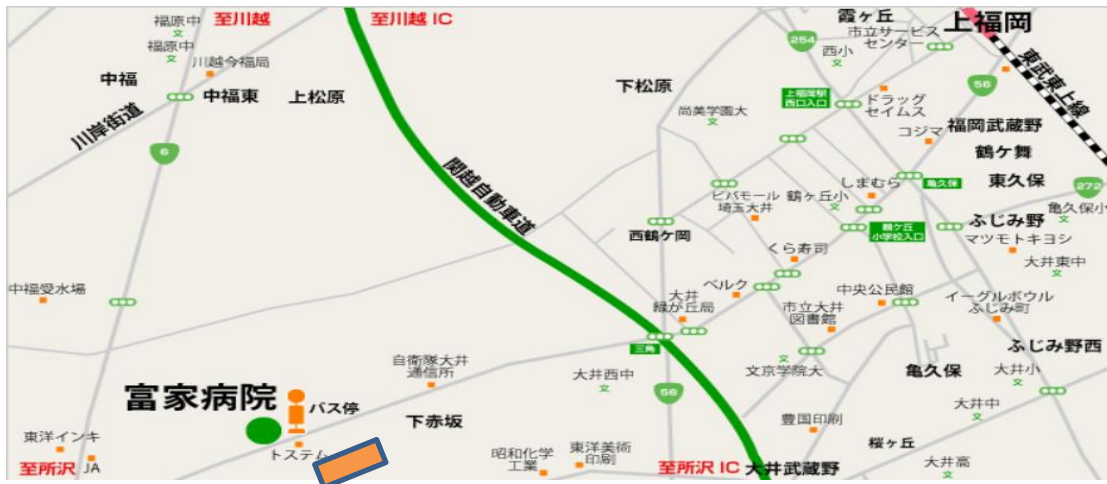 福原中
至川越
至川越 IC
霞ヶ丘
上福岡
福原中
254
西小
市立サービス
センター
東武東上線
川越今福局
中福
中福東
上松原
下松原
上福岡駅
西口入口
56
尚美学園大
ドラッグ
セイムス
川岸街道
コジマ
福岡武蔵野
鶴ケ舞
6
関越自動車道
しまむら
亀久保
東久保
272
ビバモール
埼玉大井
鶴ケ丘小
亀久保小
ふじみ野
西鶴ケ岡
鶴ケ丘
小学校入口
マツモトキヨシ
くら寿司
大井東中
中福受水場
ベルク
中央公民館
大井
緑が丘局
市立大井
図書館
イーグルボウル
ふじみ町
三角
ふじみ野西
自衛隊大井
通信所
大井西中
文京学院大
亀久保
大井小
富家病院
バス停
下赤坂
56
大井中
豊国印刷
東洋インキ
トステム
昭和化学
工業
東洋美術
印刷
桜ヶ丘
至所沢
JA
至所沢 IC
大井武蔵野
大井高